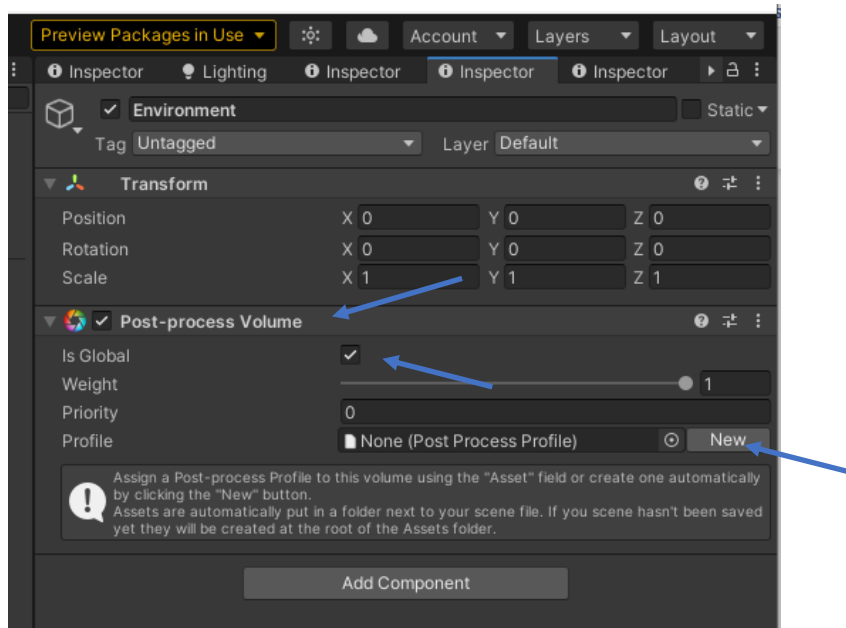 Preview Packages in Use Account Layers Layout
Inspector Lighting Inspector Inspector Inspector
Environment Static
Tag Untagged Layer Default
Transform
Position X 0 Y 0 Z 0
Rotation X 0 Y 0 Z 0
Scale X 1 Y 1 Z 1
Post-process Volume
Is Global
Weight 1
Priority 0
Profile None (Post Process Profile) New
Assign a Post-process Profile to this volume using the "Asset" field or create one automatically
by clicking the "New" button.
Assets are automatically put in a folder next to your scene file. If you scene hasn't been saved
yet they will be created at the root of the Assets folder.
Add Component